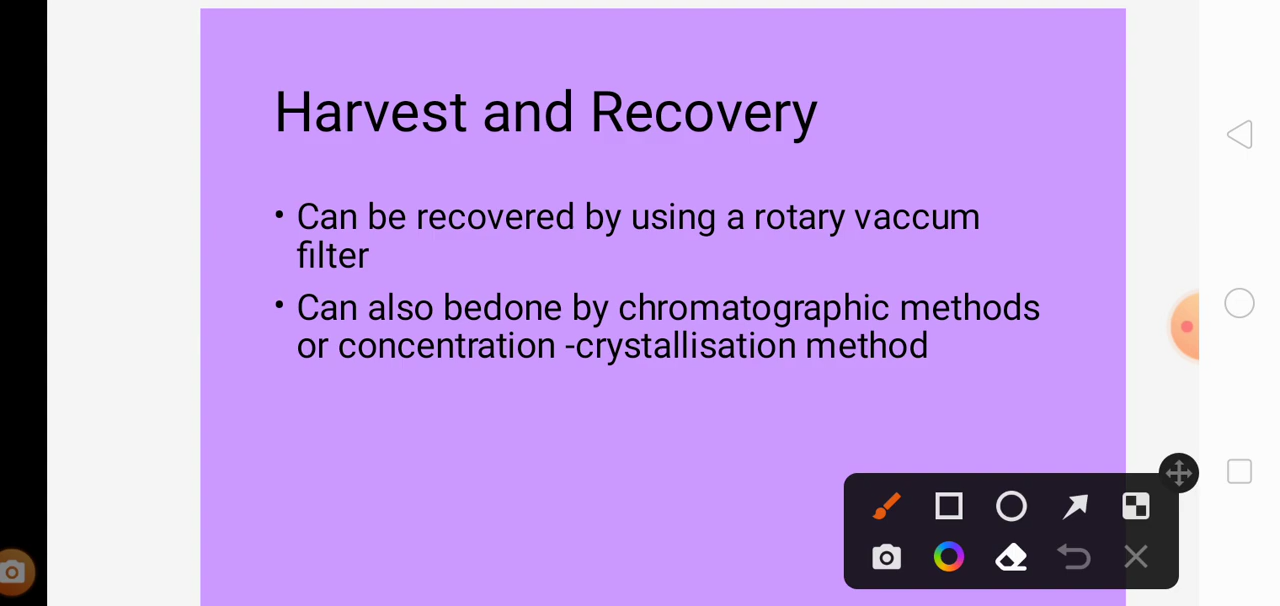 Harvest and Recovery
• Can be recovered by using a rotary vaccum
filter
• Can also bedone by chromatographic methods
or concentration -crystallisation method